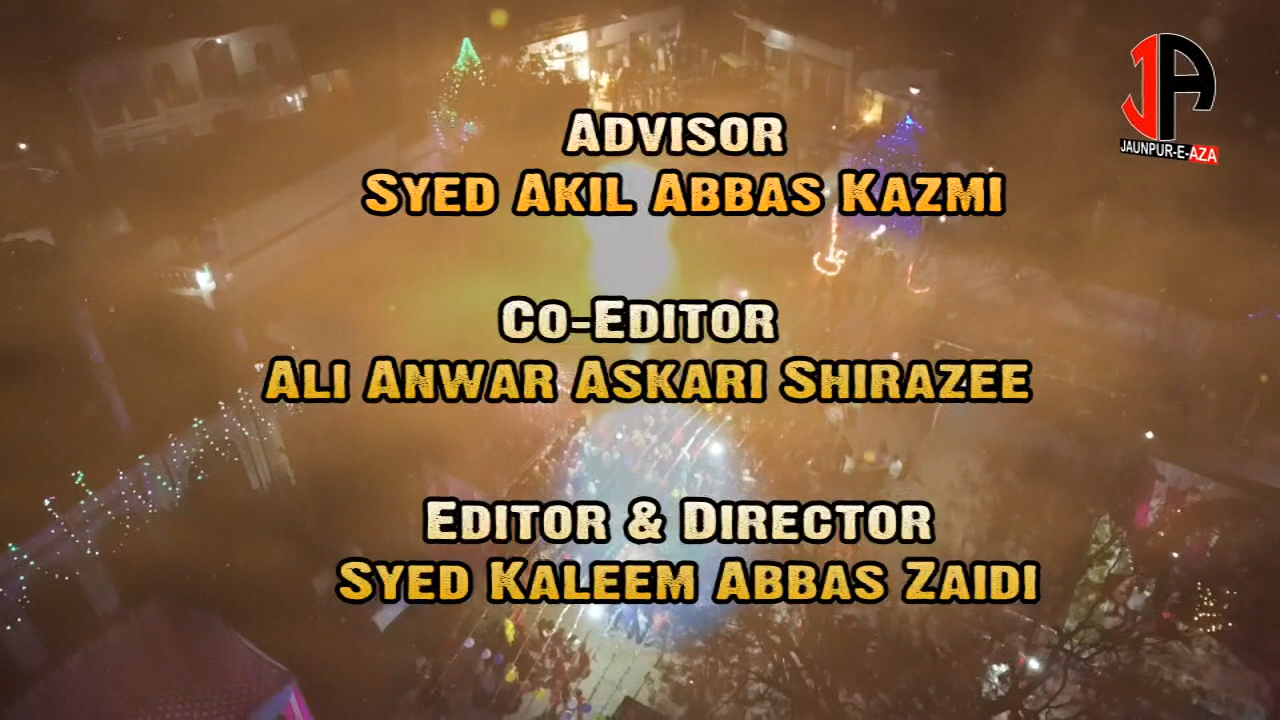 JA
JAUNPUR-E-AZA
ADVISOR
SYED AKIL ABBAS KAZMI
CO-EDITOR
ALI ANWAR ASKARI SHIRAZEE
EDITOR & DIRECTOR
SYED KALEEM ABBAS ZAIDI